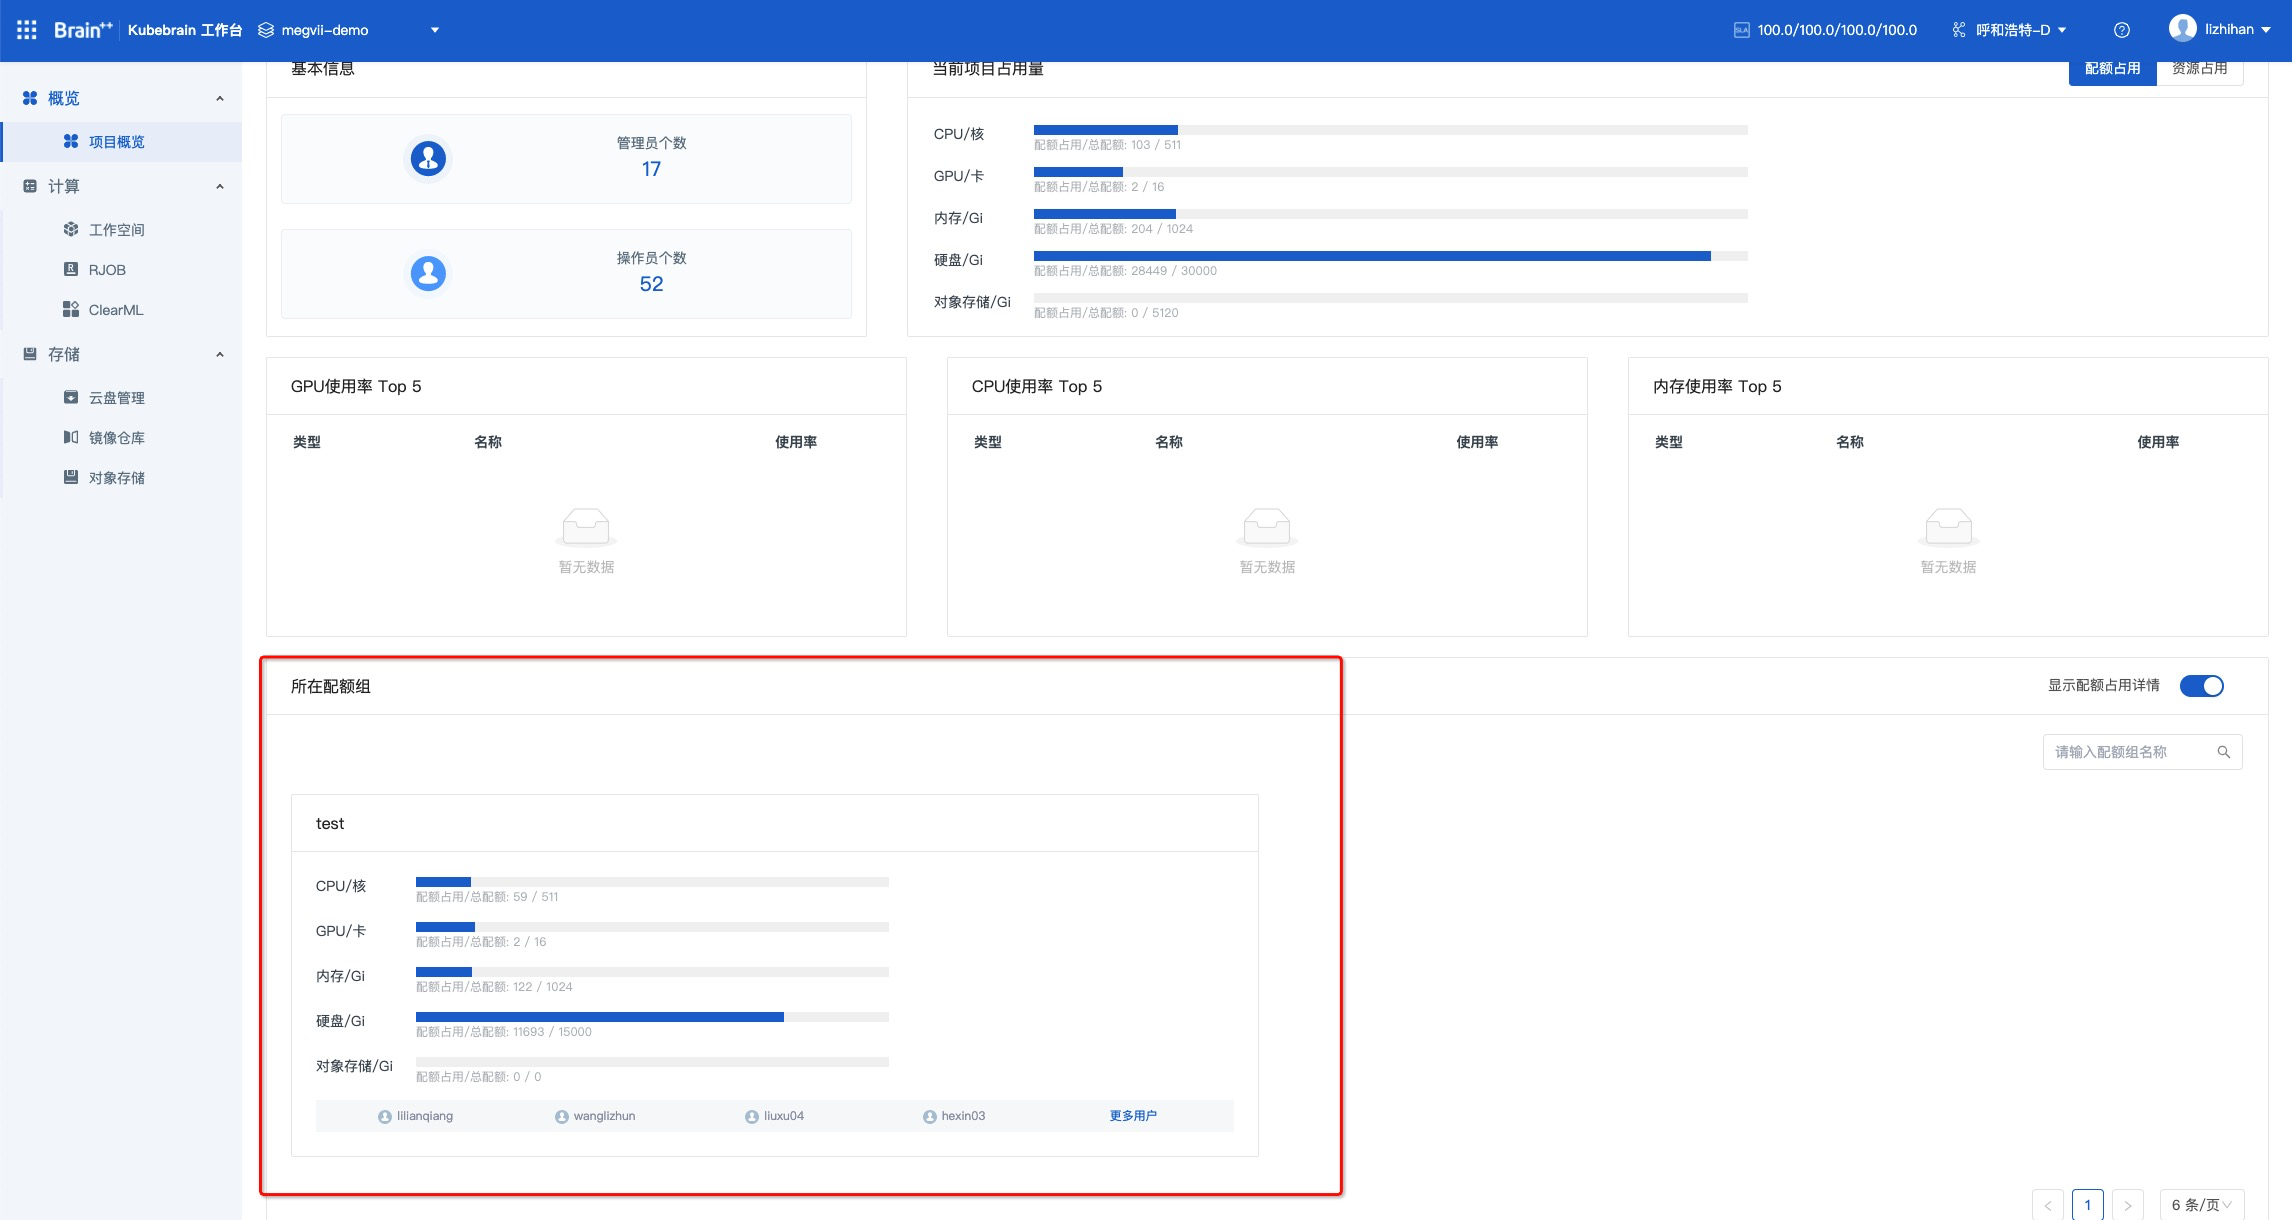 Brain++ Kubebrain 工作台 megvii-demo
SLA 100.0/100.0/100.0/100.0 呼和浩特-D lizhihan
概览
项目概览
计算
工作空间
RJOB
ClearML
存储
云盘管理
镜像仓库
对象存储
基本信息
管理员个数
17
操作员个数
52
当前项目占用量
配额占用 资源占用
CPU/核
配额占用/总配额: 103 / 511
GPU/卡
配额占用/总配额: 2 / 16
内存/Gi
配额占用/总配额: 204 / 1024
硬盘/Gi
配额占用/总配额: 28449 / 30000
对象存储/Gi
配额占用/总配额: 0 / 5120
GPU使用率 Top 5
类型 名称 使用率
暂无数据
CPU使用率 Top 5
类型 名称 使用率
暂无数据
内存使用率 Top 5
类型 名称 使用率
暂无数据
所在配额组
显示配额占用详情
请输入配额组名称
test
CPU/核
配额占用/总配额: 59 / 511
GPU/卡
配额占用/总配额: 2 / 16
内存/Gi
配额占用/总配额: 122 / 1024
硬盘/Gi
配额占用/总配额: 11693 / 15000
对象存储/Gi
配额占用/总配额: 0 / 0
lilianqiang wanglizhun liuxu04 hexin03 更多用户
< 1 > 6 条/页